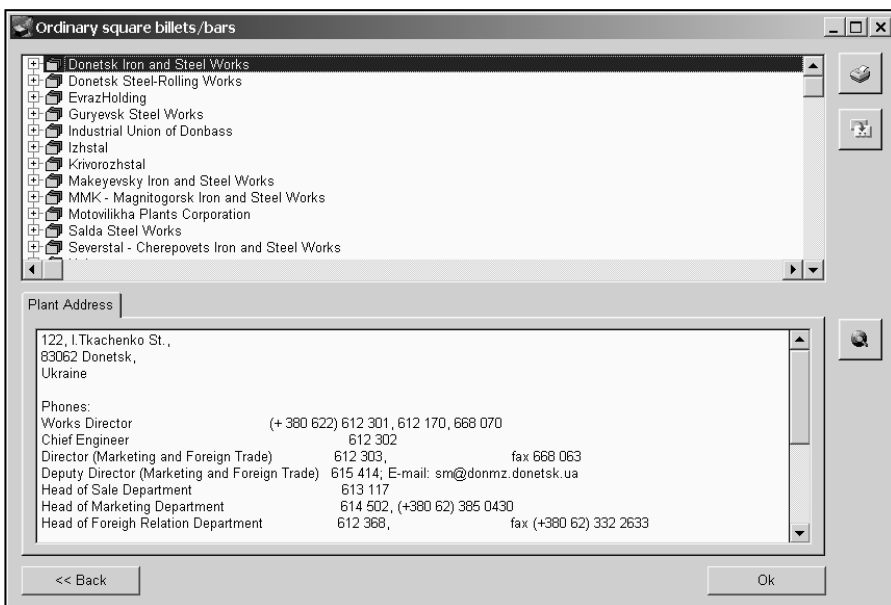 Ordinary square billets/bars
Donetsk Iron and Steel Works
Donetsk Steel-Rolling Works
EvrazHolding
Guryevsk Steel Works
Industrial Union of Donbass
Izhstal
Krivorozhstal
Makeyevsky Iron and Steel Works
MMK - Magnitogorsk Iron and Steel Works
Motovilikha Plants Corporation
Salda Steel Works
Severstal - Cherepovets Iron and Steel Works
Plant Address
122, I.Tkachenko St.,
83062 Donetsk,
Ukraine
Phones:
Works Director (+ 380 622) 612 301, 612 170, 668 070
Chief Engineer 612 302
Director (Marketing and Foreign Trade) 612 303, fax 668 063
Deputy Director (Marketing and Foreign Trade) 615 414; E-mail: sm@donmz.donetsk.ua
Head of Sale Department 613 117
Head of Marketing Department 614 502, (+380 62) 385 0430
Head of Foreigh Relation Department 612 368, fax (+380 62) 332 2633
<< Back Ok